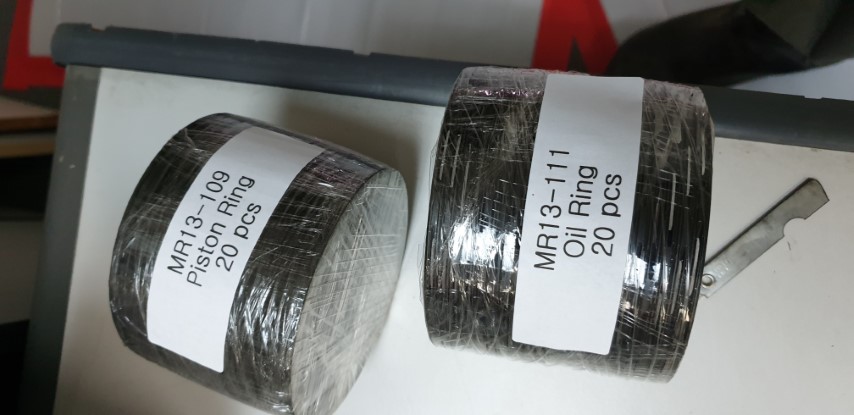 MR13-109
Piston Ring
20 pcs
MR13-111
Oil Ring
20 pcs